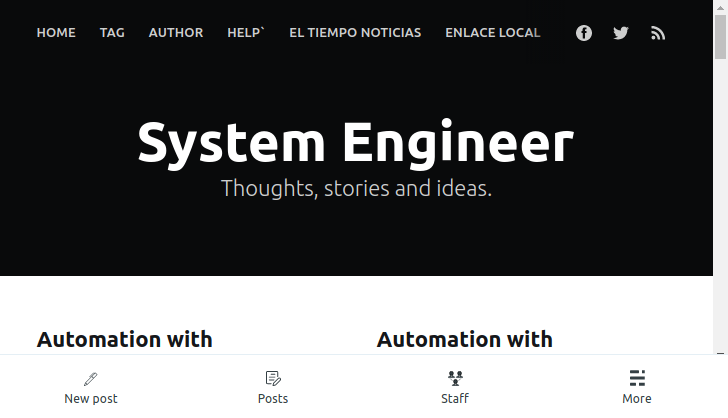 HOME TAG AUTHOR HELP` EL TIEMPO NOTICIAS ENLACE LOCAL
System Engineer
Thoughts, stories and ideas.
Automation with Automation with
New post Posts Staff More